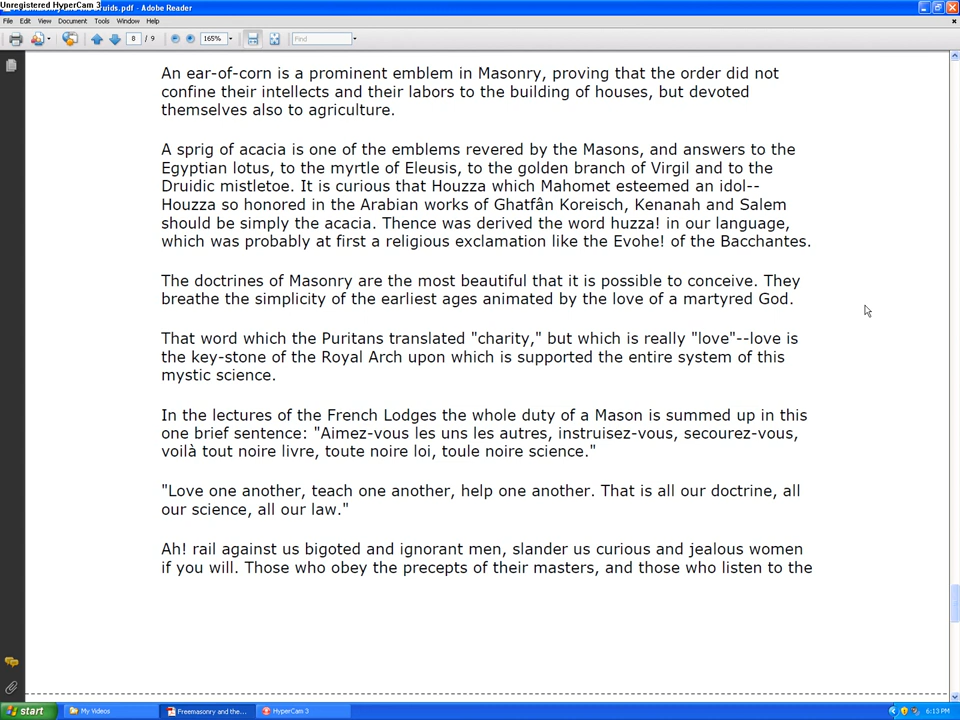 Unregistered HyperCam 3
uids.pdf - Adobe Reader
File Edit View Document Tools Window Help
8 / 9 165% Find
An ear-of-corn is a prominent emblem in Masonry, proving that the order did not
confine their intellects and their labors to the building of houses, but devoted
themselves also to agriculture.
A sprig of acacia is one of the emblems revered by the Masons, and answers to the
Egyptian lotus, to the myrtle of Eleusis, to the golden branch of Virgil and to the
Druidic mistletoe. It is curious that Houzza which Mahomet esteemed an idol--
Houzza so honored in the Arabian works of Ghatfân Koreisch, Kenanah and Salem
should be simply the acacia. Thence was derived the word huzza! in our language,
which was probably at first a religious exclamation like the Evohe! of the Bacchantes.
The doctrines of Masonry are the most beautiful that it is possible to conceive. They
breathe the simplicity of the earliest ages animated by the love of a martyred God.
That word which the Puritans translated "charity," but which is really "love"--love is
the key-stone of the Royal Arch upon which is supported the entire system of this
mystic science.
In the lectures of the French Lodges the whole duty of a Mason is summed up in this
one brief sentence: "Aimez-vous les uns les autres, instruisez-vous, secourez-vous,
voilà tout noire livre, toute noire loi, toule noire science."
"Love one another, teach one another, help one another. That is all our doctrine, all
our science, all our law."
Ah! rail against us bigoted and ignorant men, slander us curious and jealous women
if you will. Those who obey the precepts of their masters, and those who listen to the
start My Videos Freemasonry and the... HyperCam 3 6:13 PM